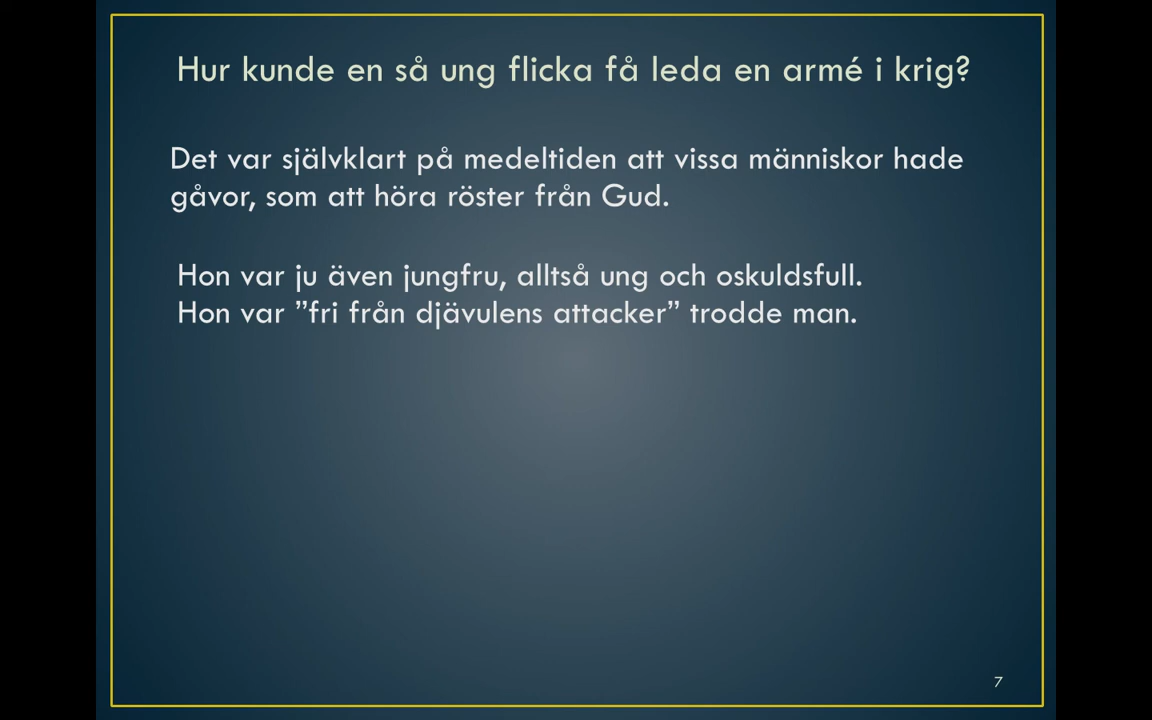 Hur kunde en så ung flicka få leda en armé i krig?
Det var självklart på medeltiden att vissa människor hade
gåvor, som att höra röster från Gud.
Hon var ju även jungfru, alltså ung och oskuldsfull.
Hon var ”fri från djävulens attacker” trodde man.
7